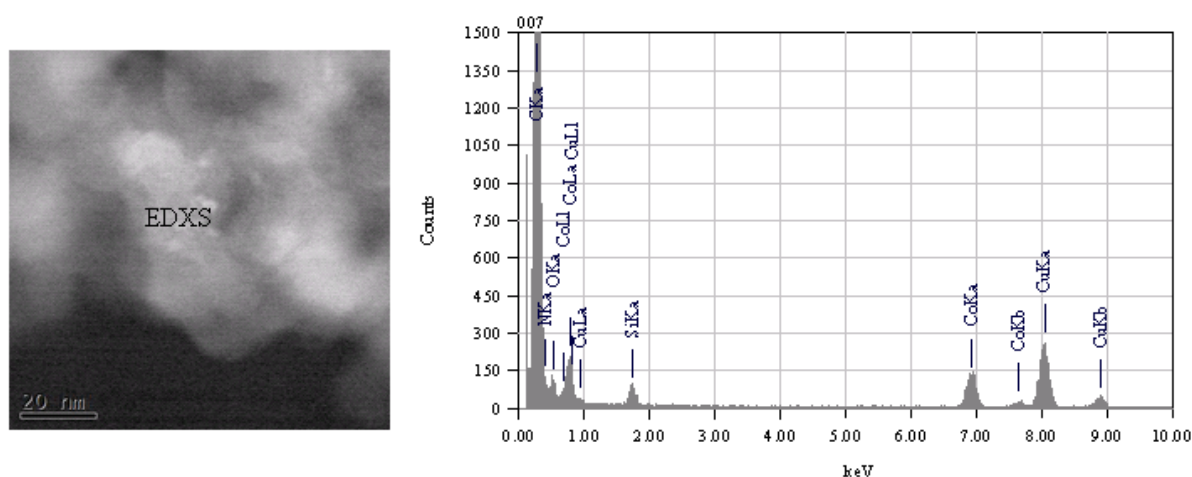 EDXS
20 nm
007
1500
1350
1200
1050
900
750
600
450
300
150
0
Counts
CKa
NKa
OKa
CoLl
CoLa
CuLl
CuLa
SiKa
CoKa
CoKb
CuKa
CuKb
0.00 1.00 2.00 3.00 4.00 5.00 6.00 7.00 8.00 9.00 10.00
keV